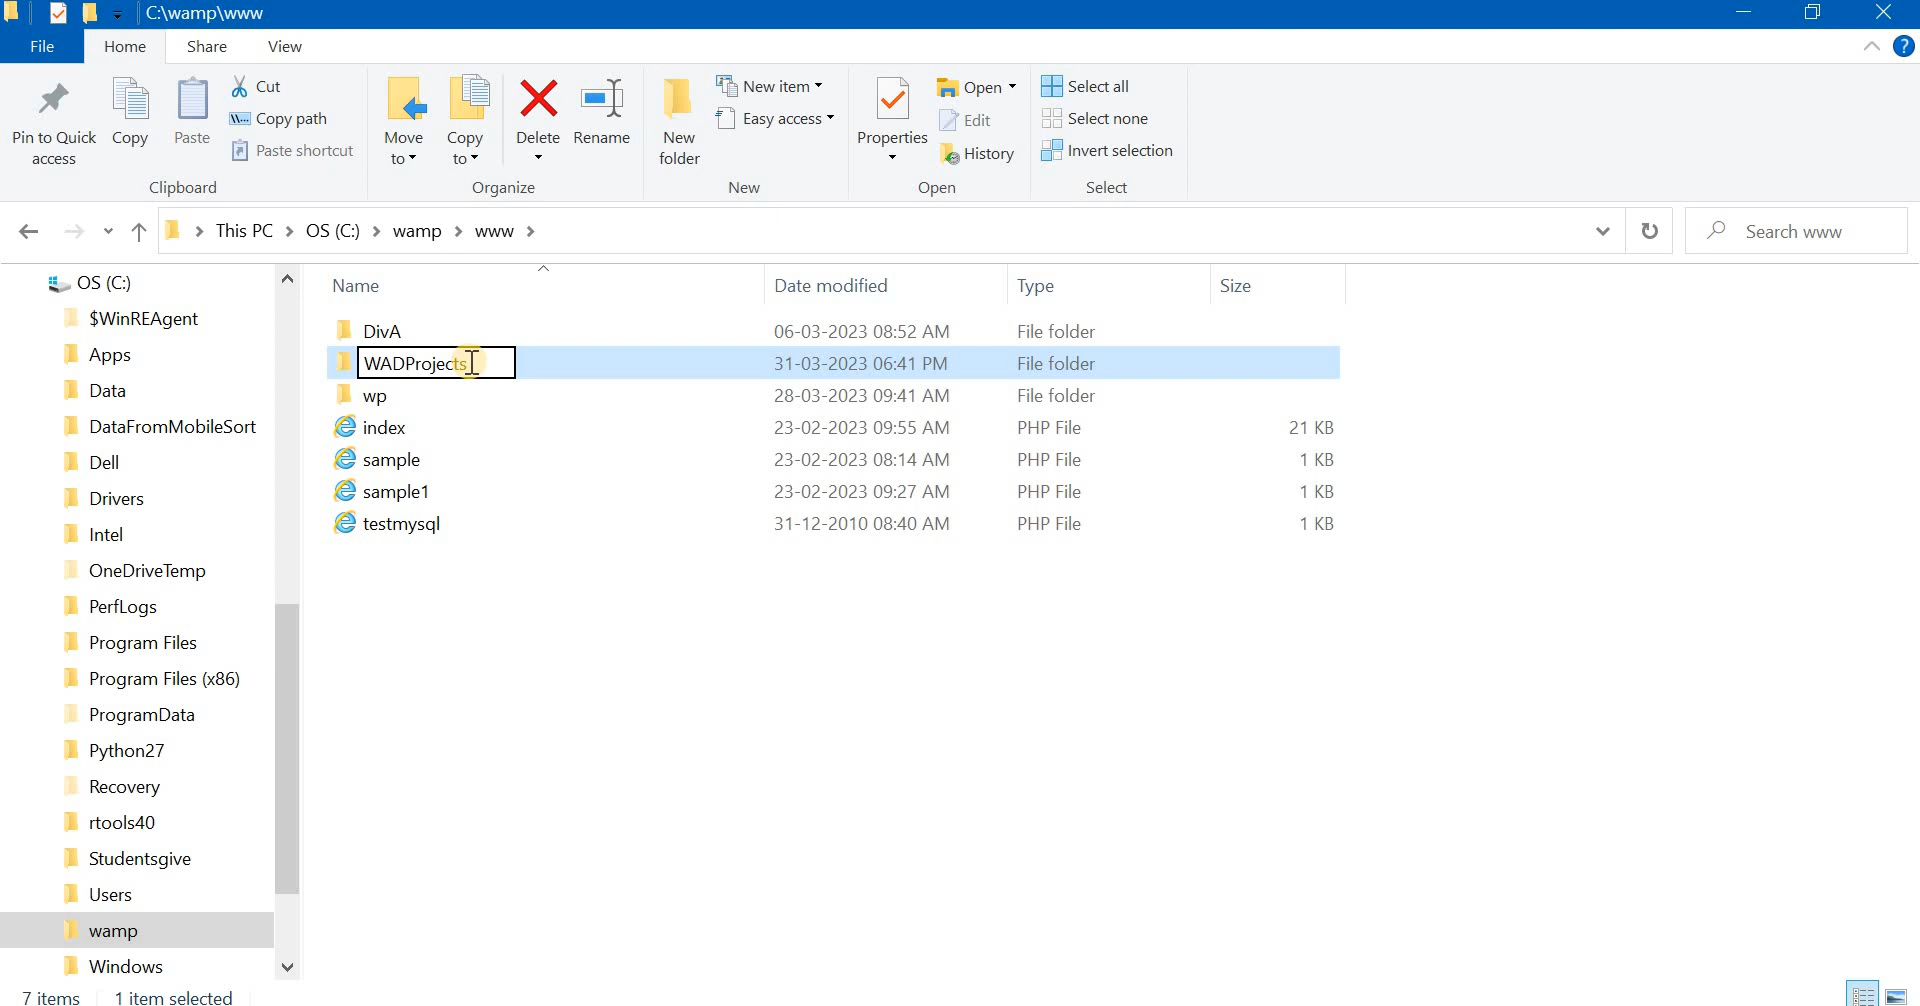 C:\wamp\www
File Home Share View
?
Pin to Quick access
Copy
Paste
Cut
W... Copy path
Paste shortcut
Clipboard
Move to
Copy to
Delete
Rename
Organize
New folder
New item
Easy access
New
Properties
Open
Edit
History
Open
Select all
Select none
Invert selection
Select
This PC > OS (C:) > wamp > www >
Search www
OS (C:)
$WinREAgent
Apps
Data
DataFromMobileSort
Dell
Drivers
Intel
OneDriveTemp
PerfLogs
Program Files
Program Files (x86)
ProgramData
Python27
Recovery
rtools40
Studentsgive
Users
wamp
Windows
Name Date modified Type Size
DivA 06-03-2023 08:52 AM File folder
WADProjects 31-03-2023 06:41 PM File folder
wp 28-03-2023 09:41 AM File folder
index 23-02-2023 09:55 AM PHP File 21 KB
sample 23-02-2023 08:14 AM PHP File 1 KB
sample1 23-02-2023 09:27 AM PHP File 1 KB
testmysql 31-12-2010 08:40 AM PHP File 1 KB
7 items 1 item selected